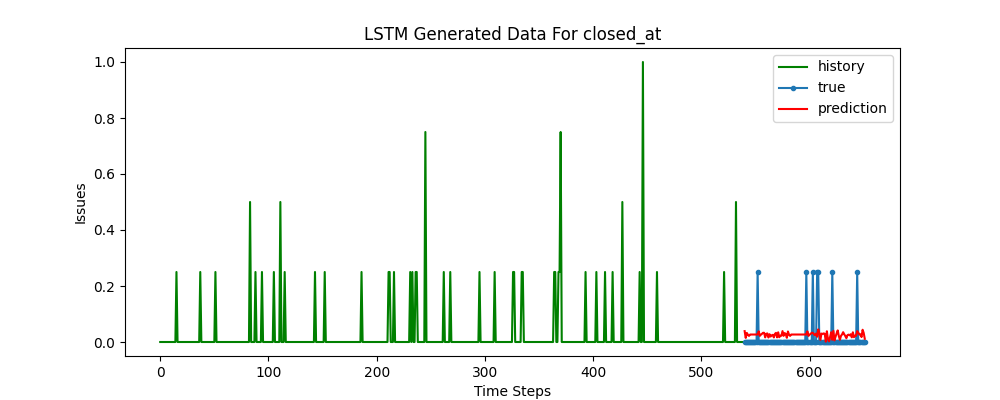 LSTM Generated Data For closed_at
1.0
0.8
0.6
0.4
0.2
0.0
Issues
history
true
prediction
0 100 200 300 400 500 600
Time Steps